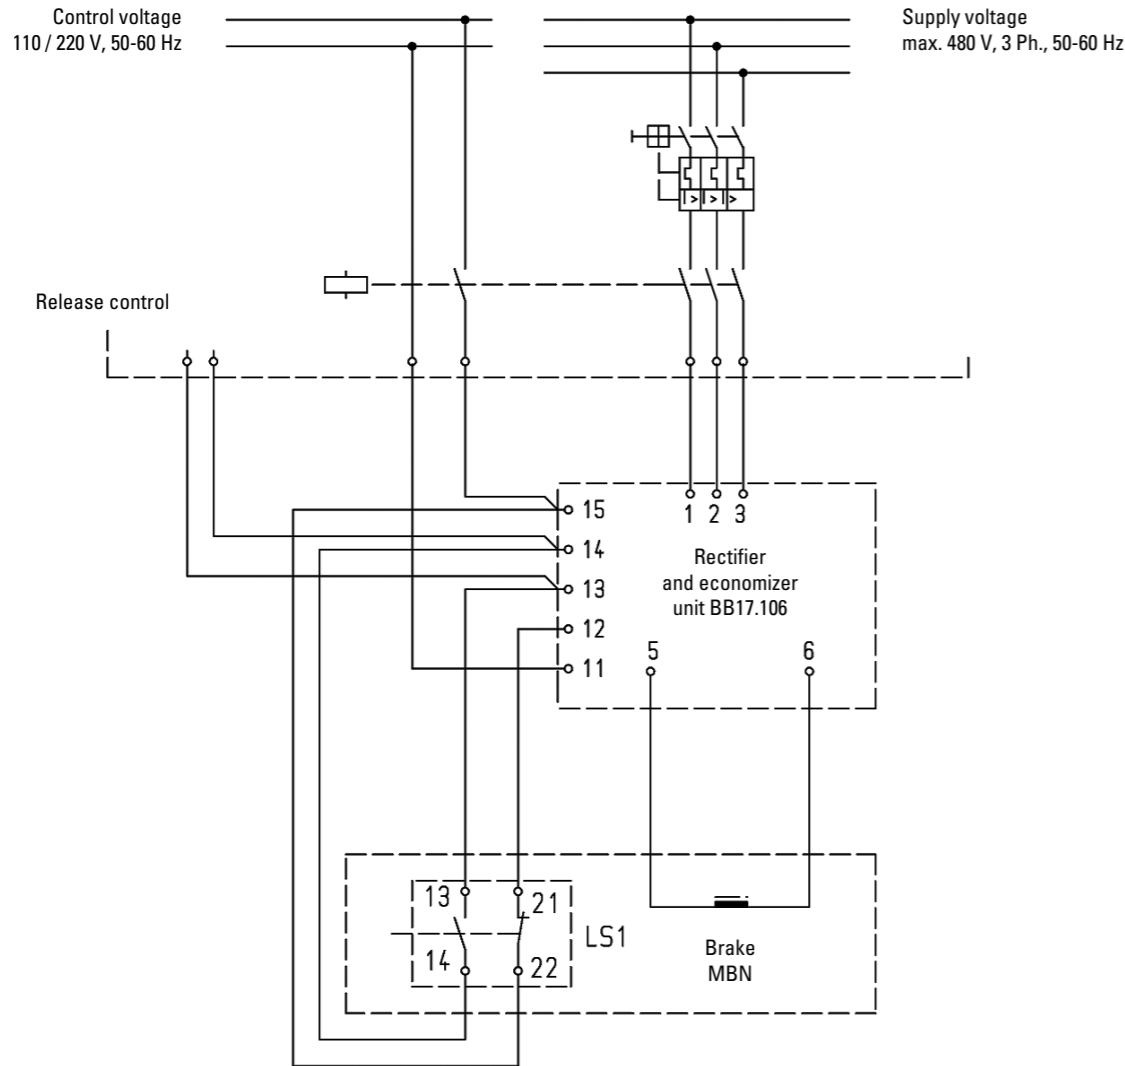 Control voltage
110 / 220 V, 50-60 Hz
Supply voltage
max. 480 V, 3 Ph., 50-60 Hz
Release control
15
14
13
12
11
1 2 3
Rectifier
and economizer
unit BB17.106
5 6
13 21
LS1
14 22
Brake
MBN